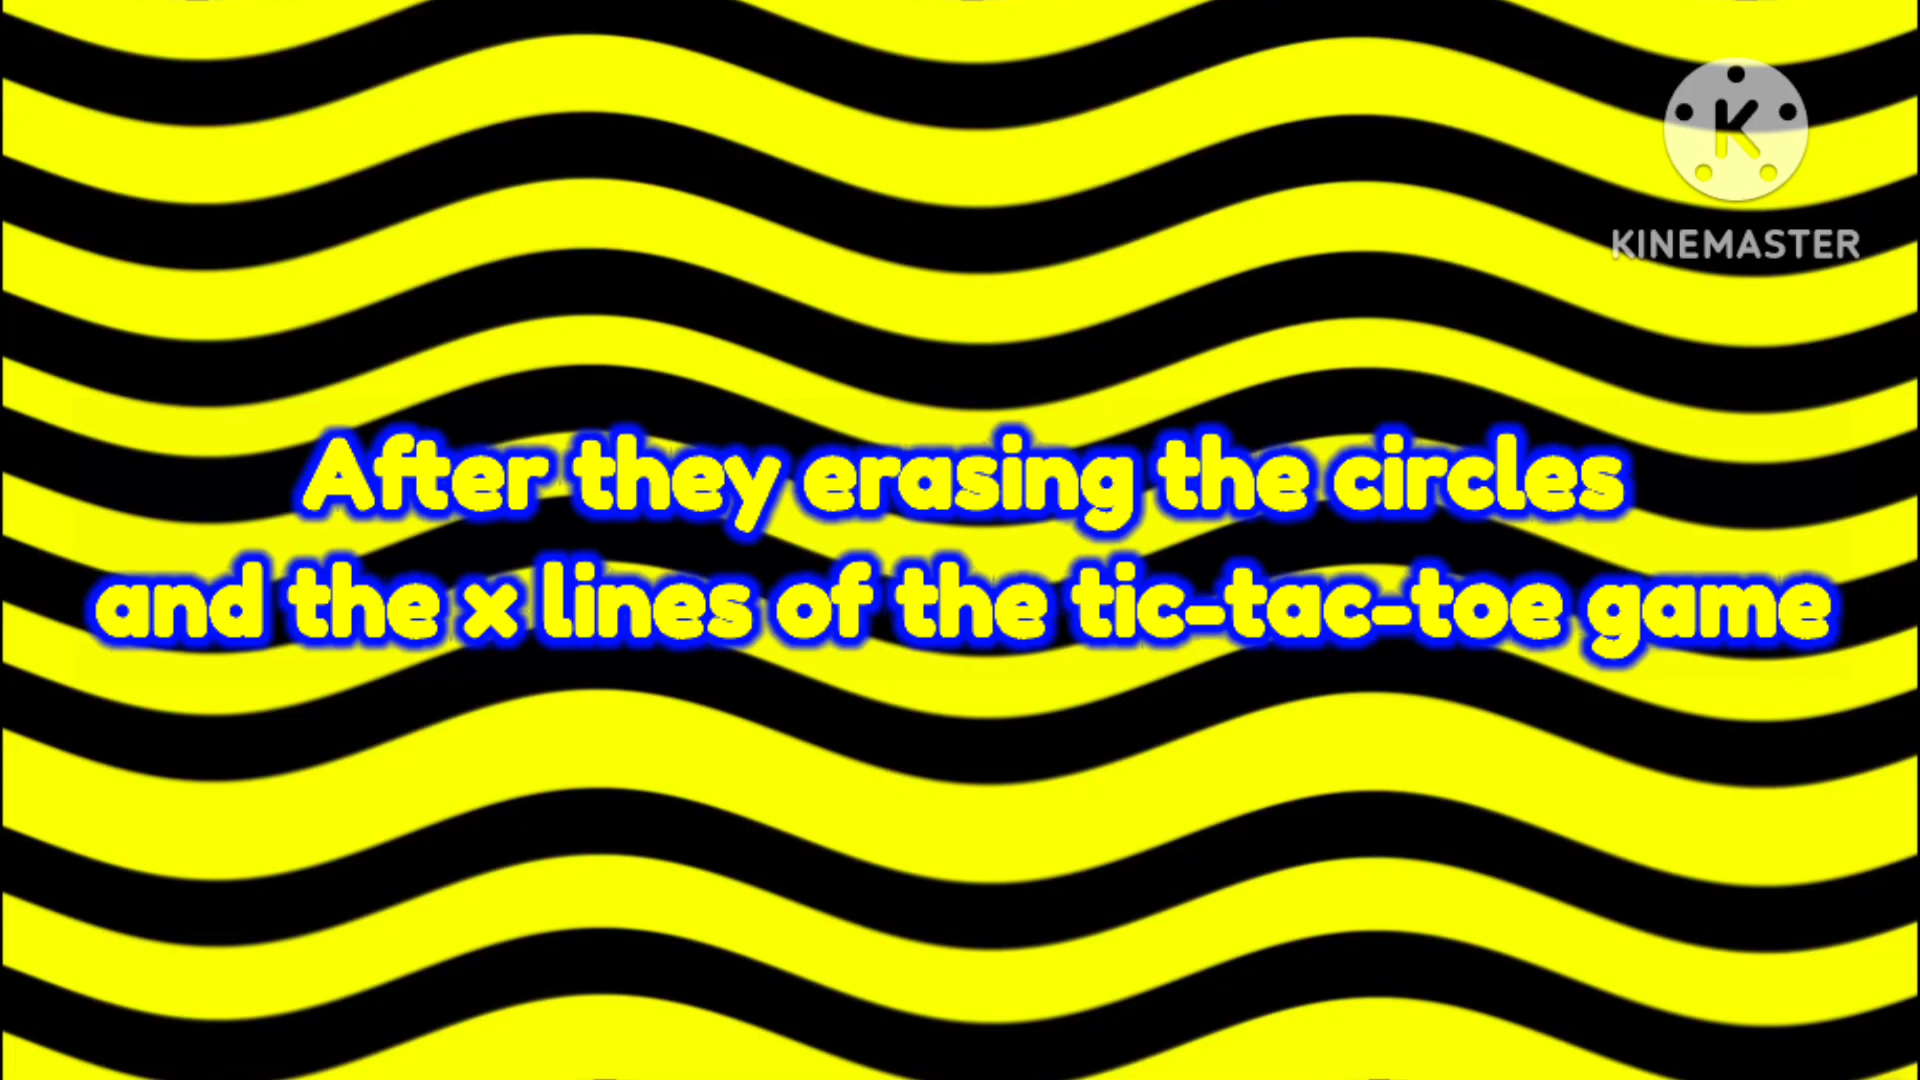 K
KINEMASTER
After they erasing the circles
and the x lines of the tic-tac-toe game